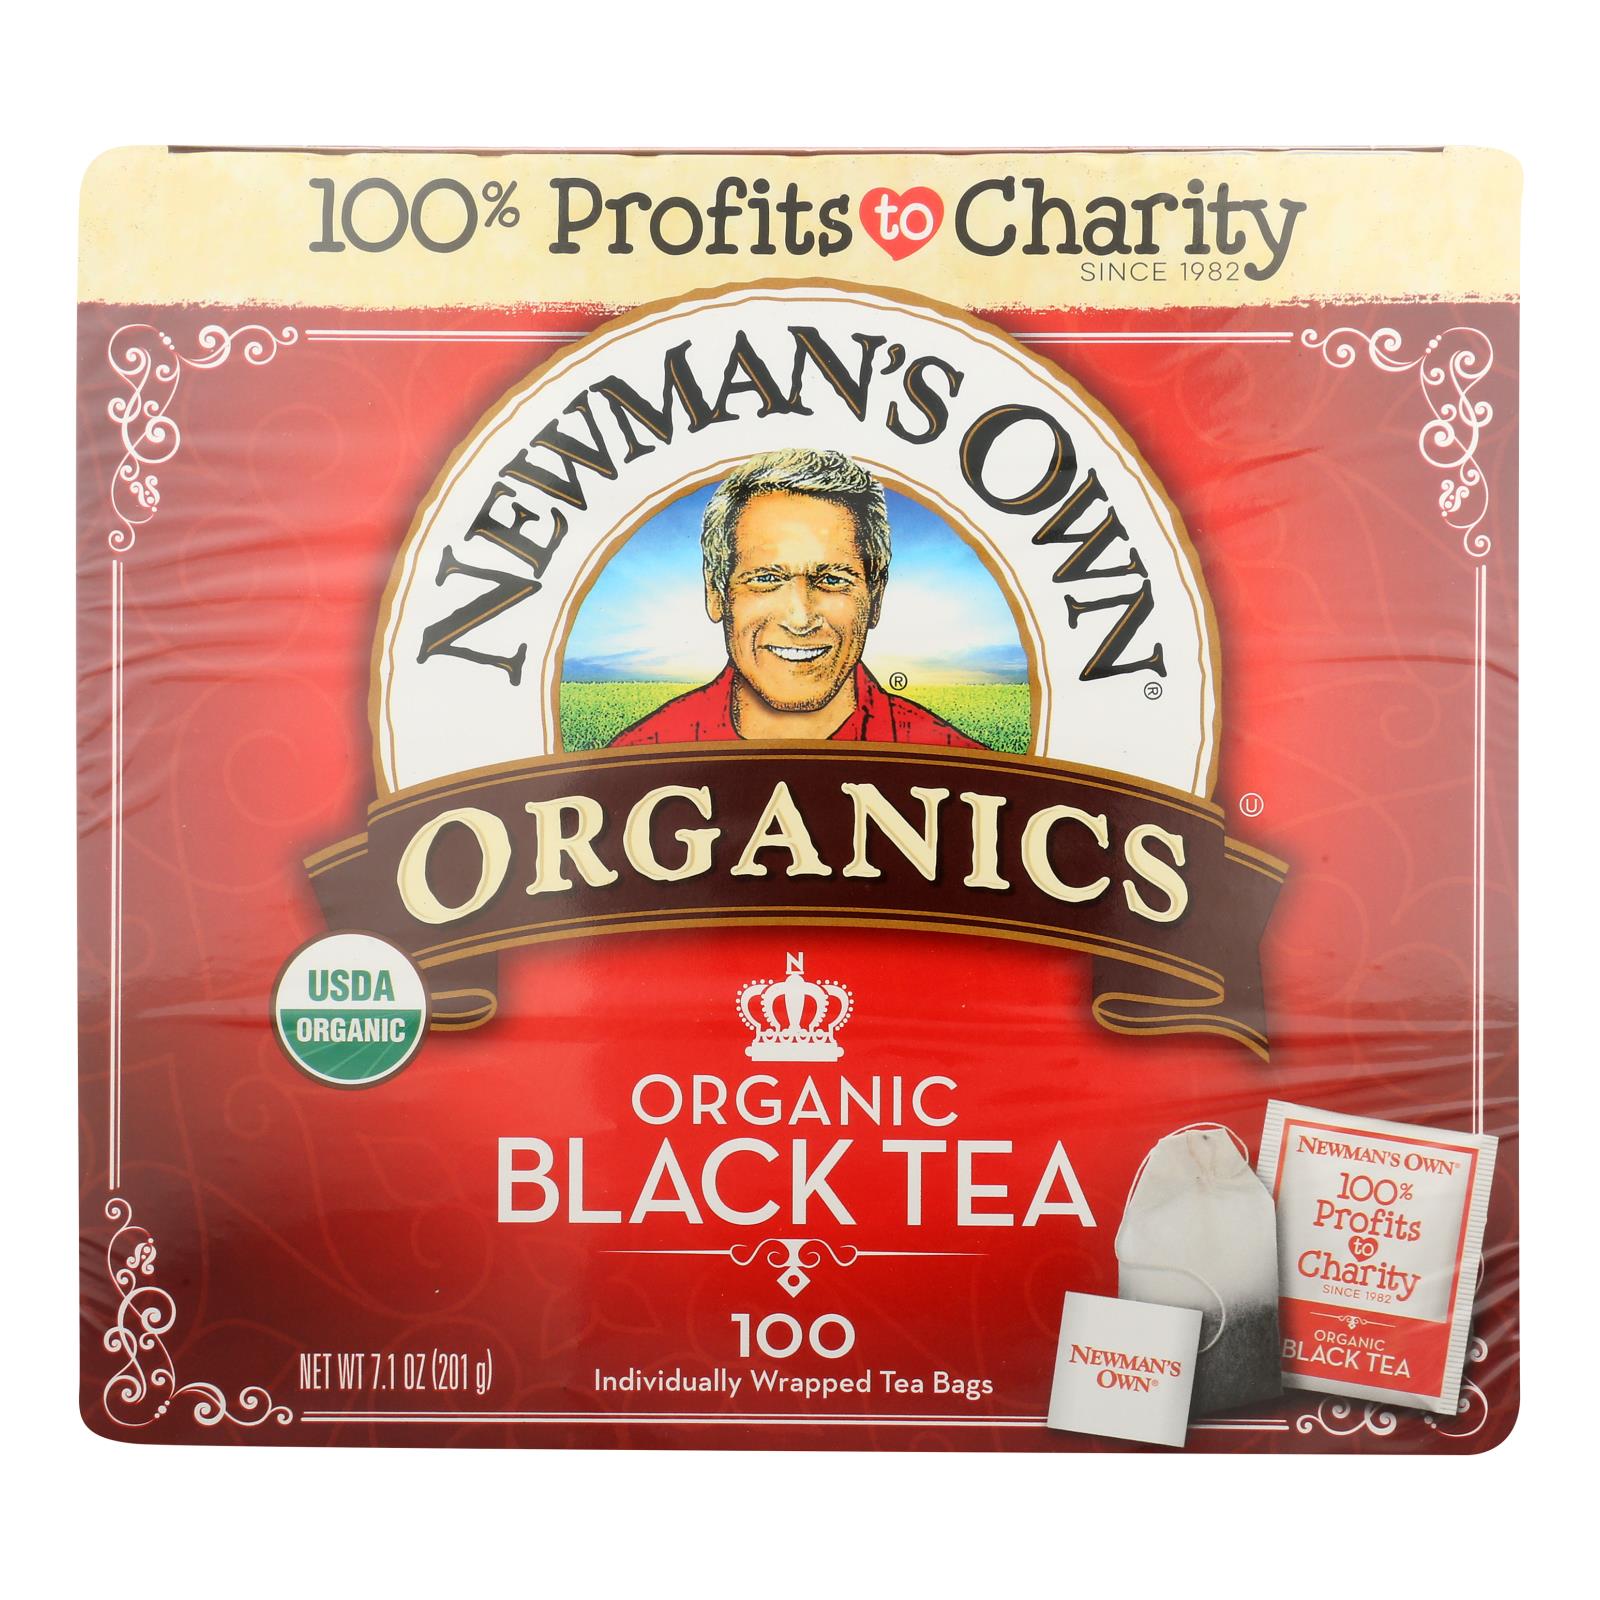 100% Profits to Charity
SINCE 1982
NEWMAN'S OWN®
®
ORGANICS
U
USDA
ORGANIC
N
ORGANIC
BLACK TEA
100
Individually Wrapped Tea Bags
NET WT 7.1 OZ (201 g)
NEWMAN'S
OWN®
NEWMAN'S OWN®
100%
Profits
to
Charity
SINCE 1982
ORGANIC
BLACK TEA